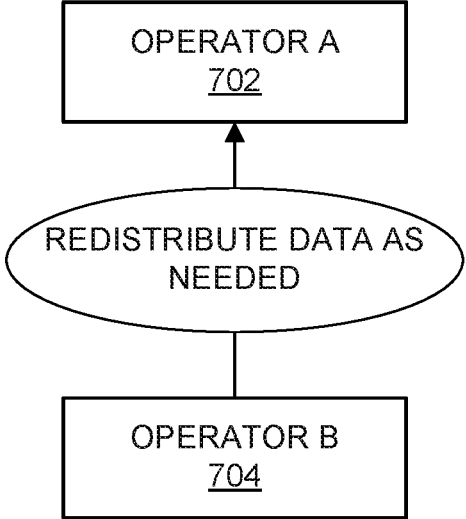 OPERATOR A
702
REDISTRIBUTE DATA AS
NEEDED
OPERATOR B
704